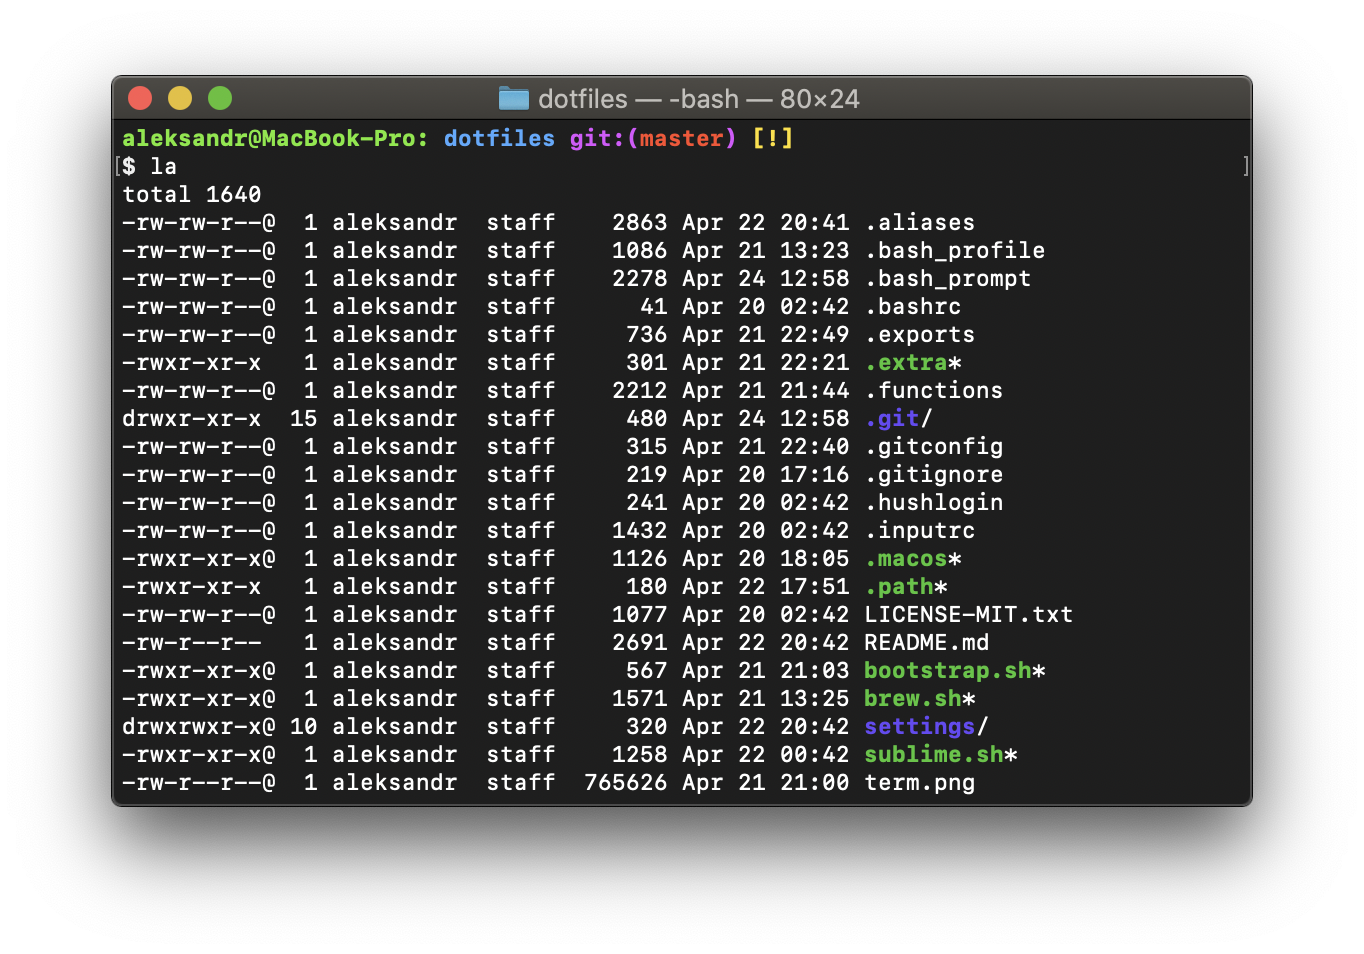 dotfiles — -bash — 80×24
aleksandr@MacBook-Pro: dotfiles git:(master) [!]
[$ la ]
total 1640
-rw-rw-r--@  1 aleksandr  staff    2863 Apr 22 20:41 .aliases
-rw-rw-r--@  1 aleksandr  staff    1086 Apr 21 13:23 .bash_profile
-rw-rw-r--@  1 aleksandr  staff    2278 Apr 24 12:58 .bash_prompt
-rw-rw-r--@  1 aleksandr  staff      41 Apr 20 02:42 .bashrc
-rw-rw-r--@  1 aleksandr  staff     736 Apr 21 22:49 .exports
-rwxr-xr-x   1 aleksandr  staff     301 Apr 21 22:21 .extra*
-rw-rw-r--@  1 aleksandr  staff    2212 Apr 21 21:44 .functions
drwxr-xr-x  15 aleksandr  staff     480 Apr 24 12:58 .git/
-rw-rw-r--@  1 aleksandr  staff     315 Apr 21 22:40 .gitconfig
-rw-rw-r--@  1 aleksandr  staff     219 Apr 20 17:16 .gitignore
-rw-rw-r--@  1 aleksandr  staff     241 Apr 20 02:42 .hushlogin
-rw-rw-r--@  1 aleksandr  staff    1432 Apr 20 02:42 .inputrc
-rwxr-xr-x@  1 aleksandr  staff    1126 Apr 20 18:05 .macos*
-rwxr-xr-x   1 aleksandr  staff     180 Apr 22 17:51 .path*
-rw-rw-r--@  1 aleksandr  staff    1077 Apr 20 02:42 LICENSE-MIT.txt
-rw-r--r--   1 aleksandr  staff    2691 Apr 22 20:42 README.md
-rwxr-xr-x@  1 aleksandr  staff     567 Apr 21 21:03 bootstrap.sh*
-rwxr-xr-x@  1 aleksandr  staff    1571 Apr 21 13:25 brew.sh*
drwxrwxr-x@ 10 aleksandr  staff     320 Apr 22 20:42 settings/
-rwxr-xr-x@  1 aleksandr  staff    1258 Apr 22 00:42 sublime.sh*
-rw-r--r--@  1 aleksandr  staff  765626 Apr 21 21:00 term.png